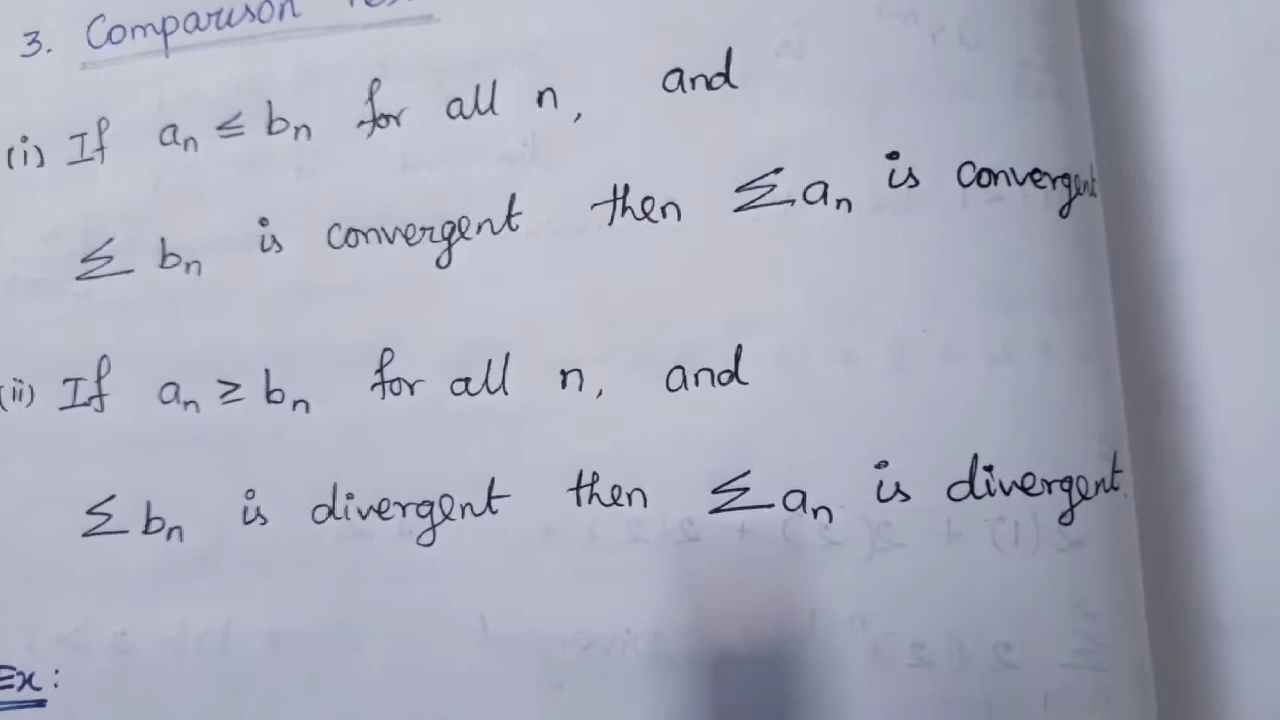 3. Comparison
(i) If aₙ ≤ bₙ for all n, and
Σ bₙ is convergent then Σ aₙ is convergent
(ii) If aₙ ≥ bₙ for all n, and
Σ bₙ is divergent then Σ aₙ is divergent.
Ex: